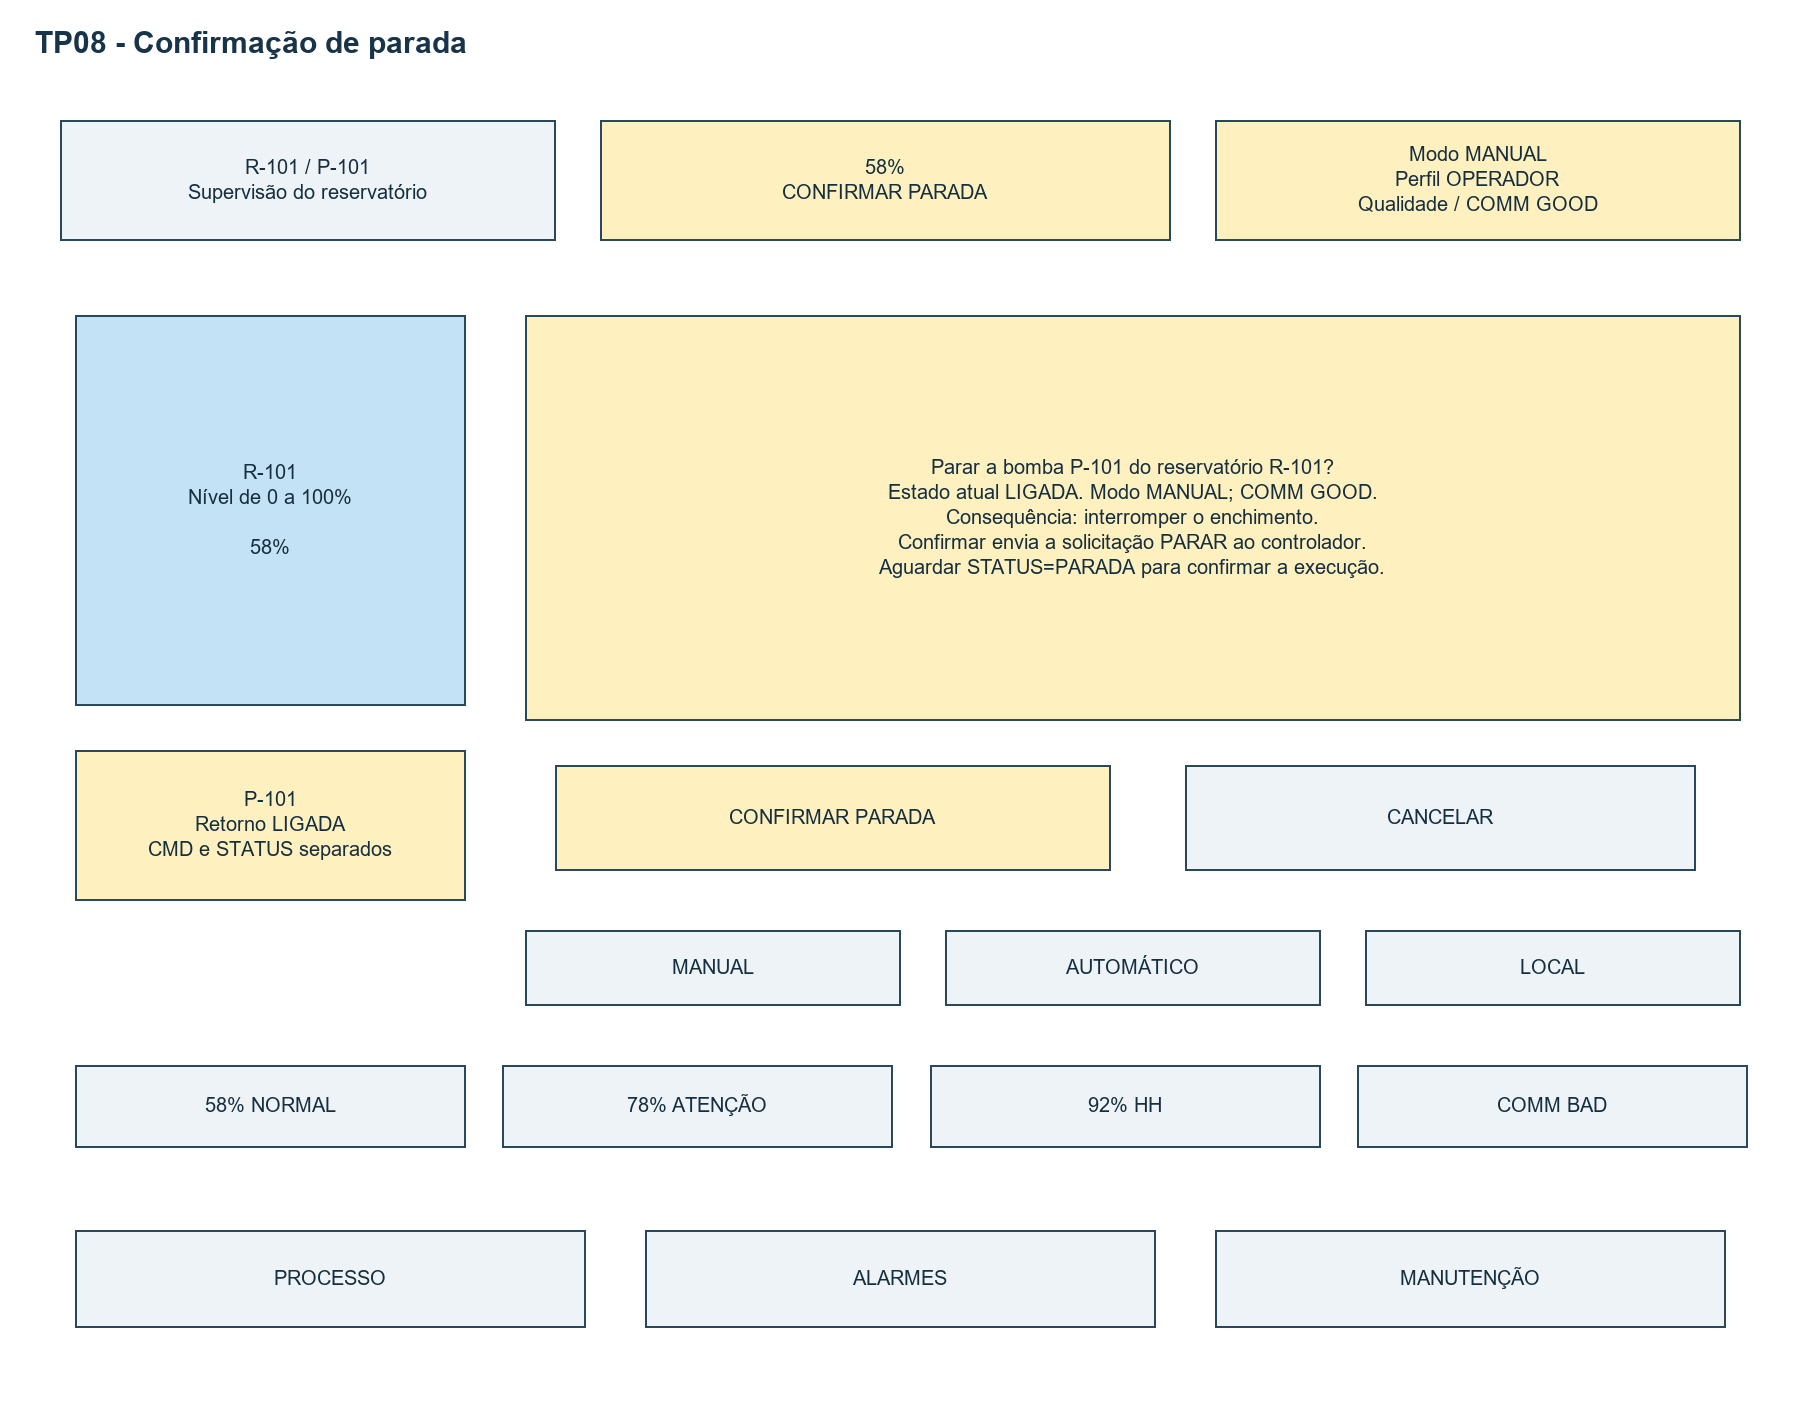 TP08 - Confirmação de parada
R-101 / P-101
Supervisão do reservatório
58%
CONFIRMAR PARADA
Modo MANUAL
Perfil OPERADOR
Qualidade / COMM GOOD
R-101
Nível de 0 a 100%
58%
Parar a bomba P-101 do reservatório R-101?
Estado atual LIGADA. Modo MANUAL; COMM GOOD.
Consequência: interromper o enchimento.
Confirmar envia a solicitação PARAR ao controlador.
Aguardar STATUS=PARADA para confirmar a execução.
P-101
Retorno LIGADA
CMD e STATUS separados
CONFIRMAR PARADA
CANCELAR
MANUAL
AUTOMÁTICO
LOCAL
58% NORMAL
78% ATENÇÃO
92% HH
COMM BAD
PROCESSO
ALARMES
MANUTENÇÃO